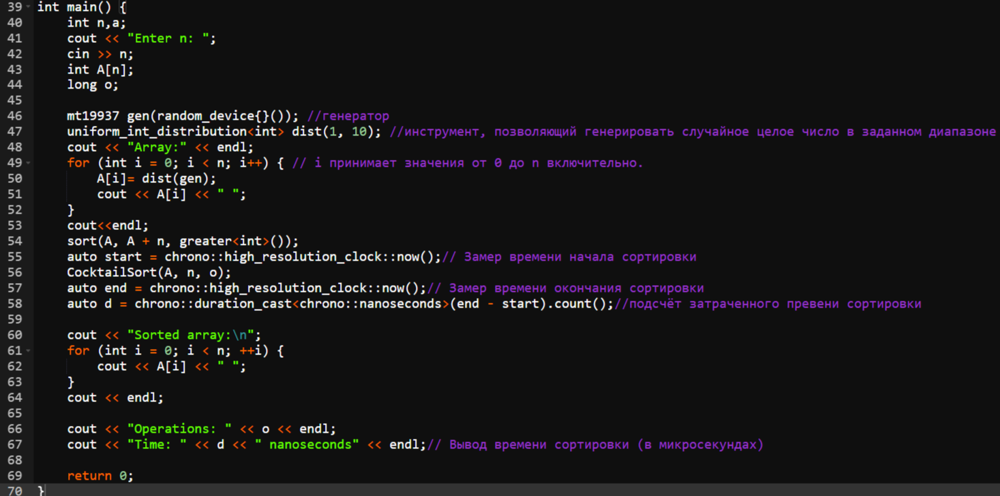 39 int main() {
40     int n,a;
41     cout << "Enter n: ";
42     cin >> n;
43     int A[n];
44     long o;
45
46     mt19937 gen(random_device{}()); //генератор
47     uniform_int_distribution<int> dist(1, 10); //инструмент, позволяющий генерировать случайное целое число в заданном диапазоне
48     cout << "Array:" << endl;
49     for (int i = 0; i < n; i++) { // i принимает значения от 0 до n включительно.
50         A[i]= dist(gen);
51         cout << A[i] << " ";
52     }
53     cout<<endl;
54     sort(A, A + n, greater<int>());
55     auto start = chrono::high_resolution_clock::now();// Замер времени начала сортировки
56     CocktailSort(A, n, o);
57     auto end = chrono::high_resolution_clock::now();// Замер времени окончания сортировки
58     auto d = chrono::duration_cast<chrono::nanoseconds>(end - start).count();//подсчёт затраченного превени сортировки
59
60     cout << "Sorted array:\n";
61     for (int i = 0; i < n; ++i) {
62         cout << A[i] << " ";
63     }
64     cout << endl;
65
66     cout << "Operations: " << o << endl;
67     cout << "Time: " << d << " nanoseconds" << endl;// Вывод времени сортировки (в микросекундах)
68
69     return 0;
70 }